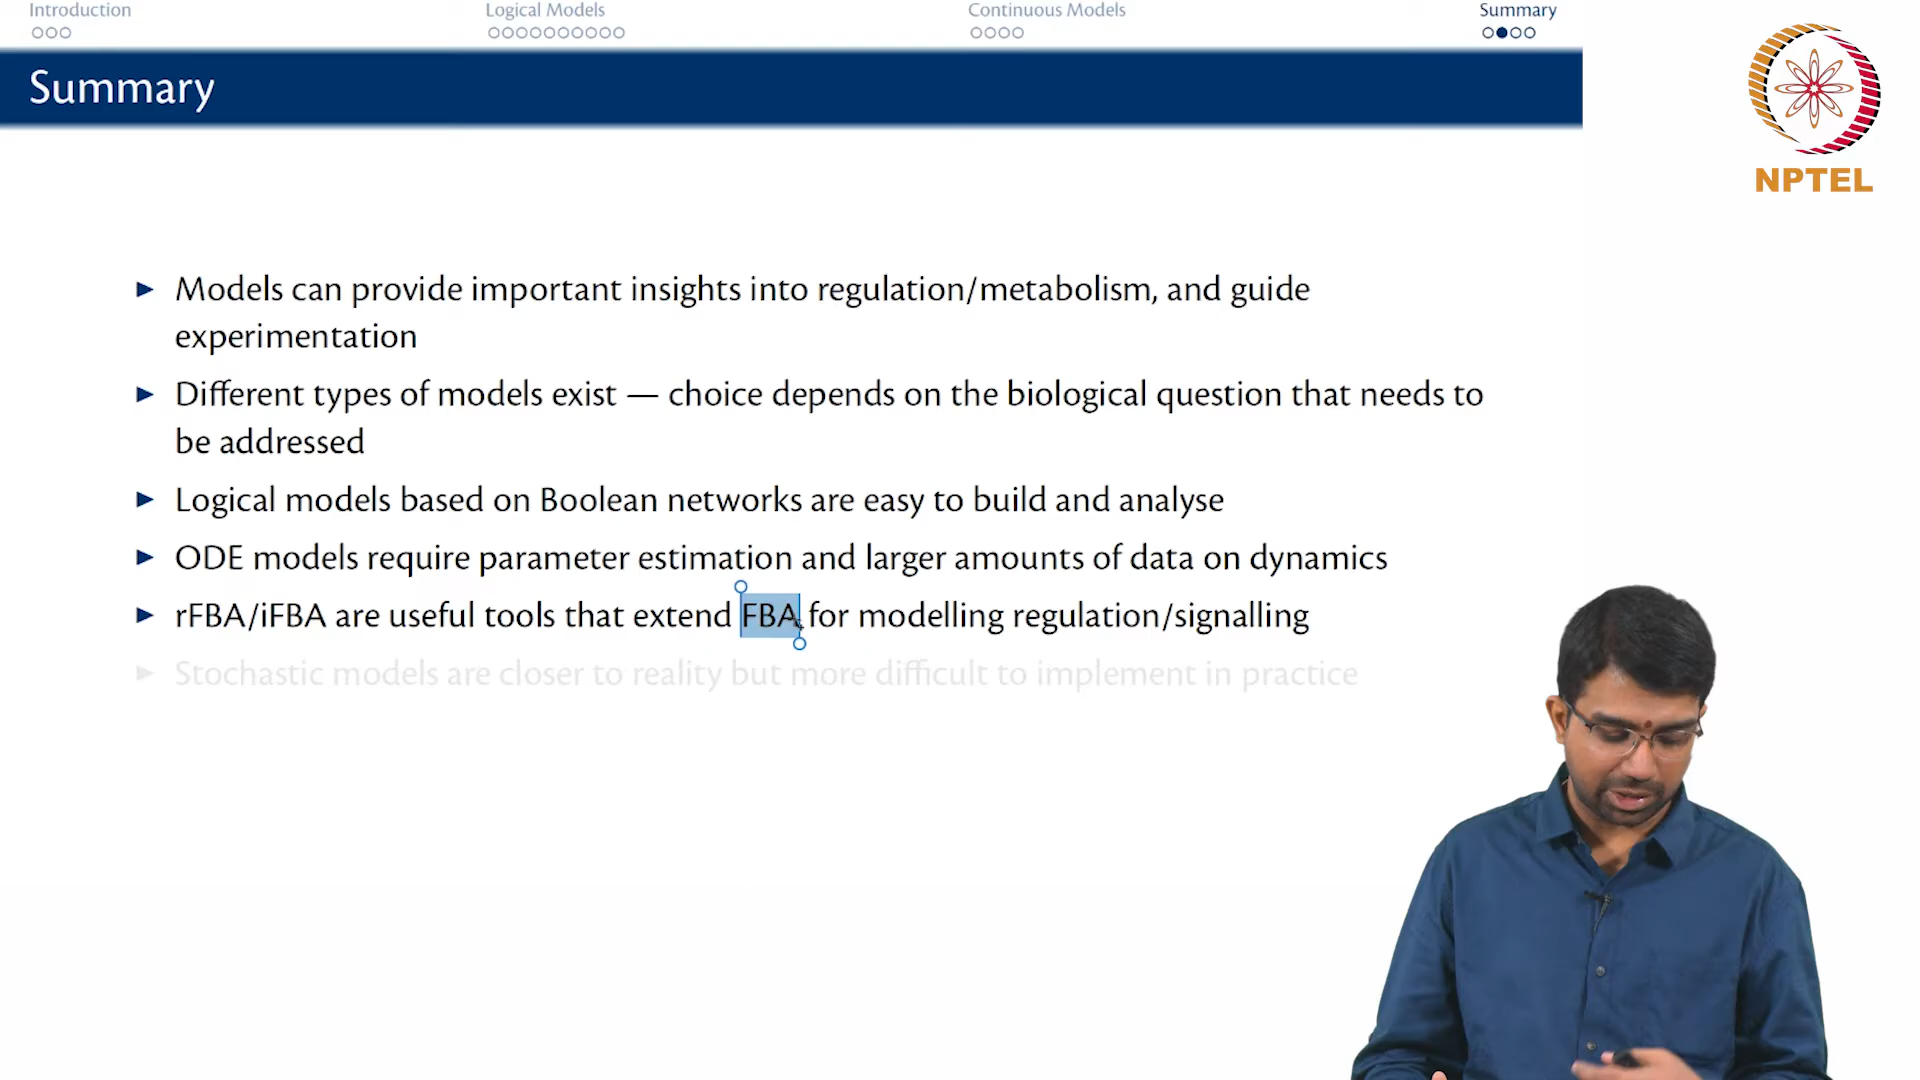 Introduction
Logical Models
Continuous Models
Summary
Summary
NPTEL
Models can provide important insights into regulation/metabolism, and guide
experimentation
Different types of models exist — choice depends on the biological question that needs to
be addressed
Logical models based on Boolean networks are easy to build and analyse
ODE models require parameter estimation and larger amounts of data on dynamics
rFBA/iFBA are useful tools that extend FBA for modelling regulation/signalling
Stochastic models are closer to reality but more difficult to implement in practice